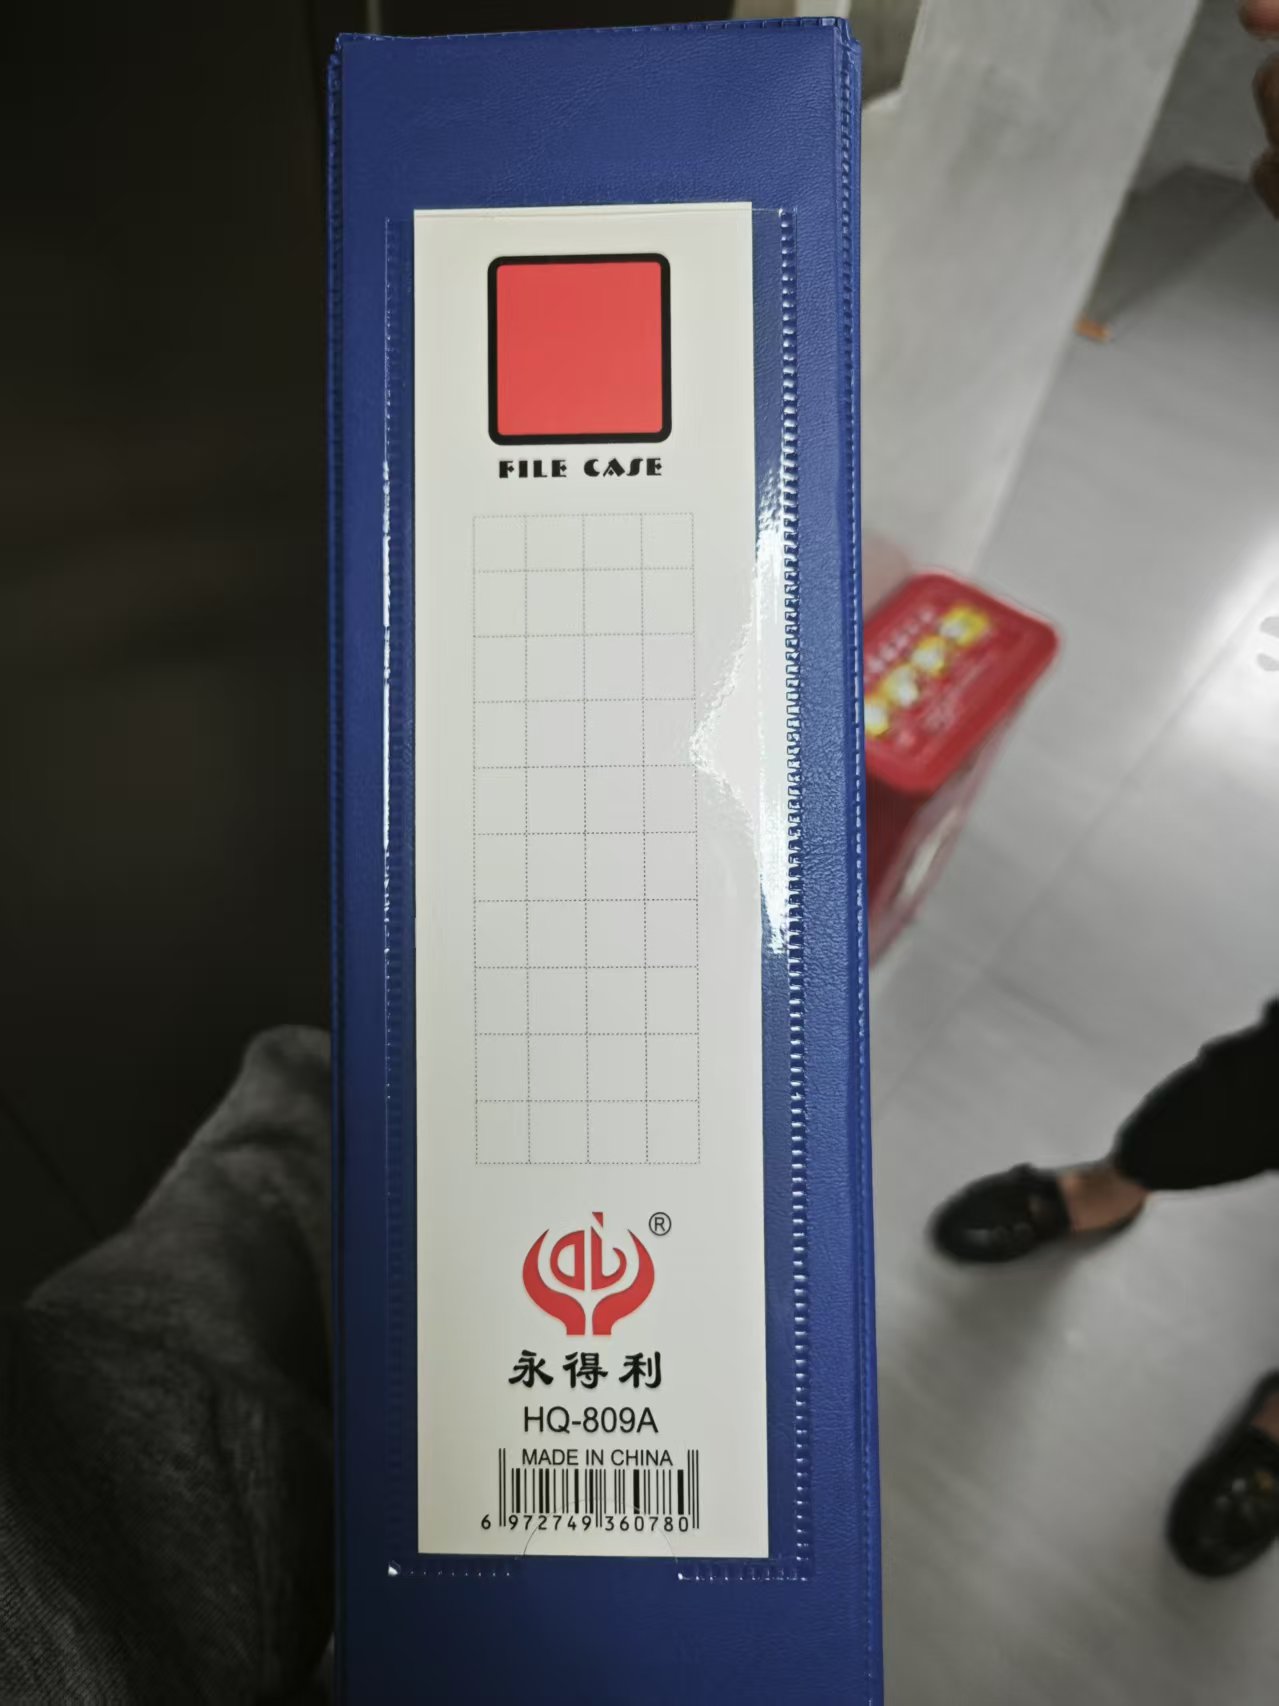 FILE CASE
®
永得利
HQ-809A
MADE IN CHINA
6 972749 360780